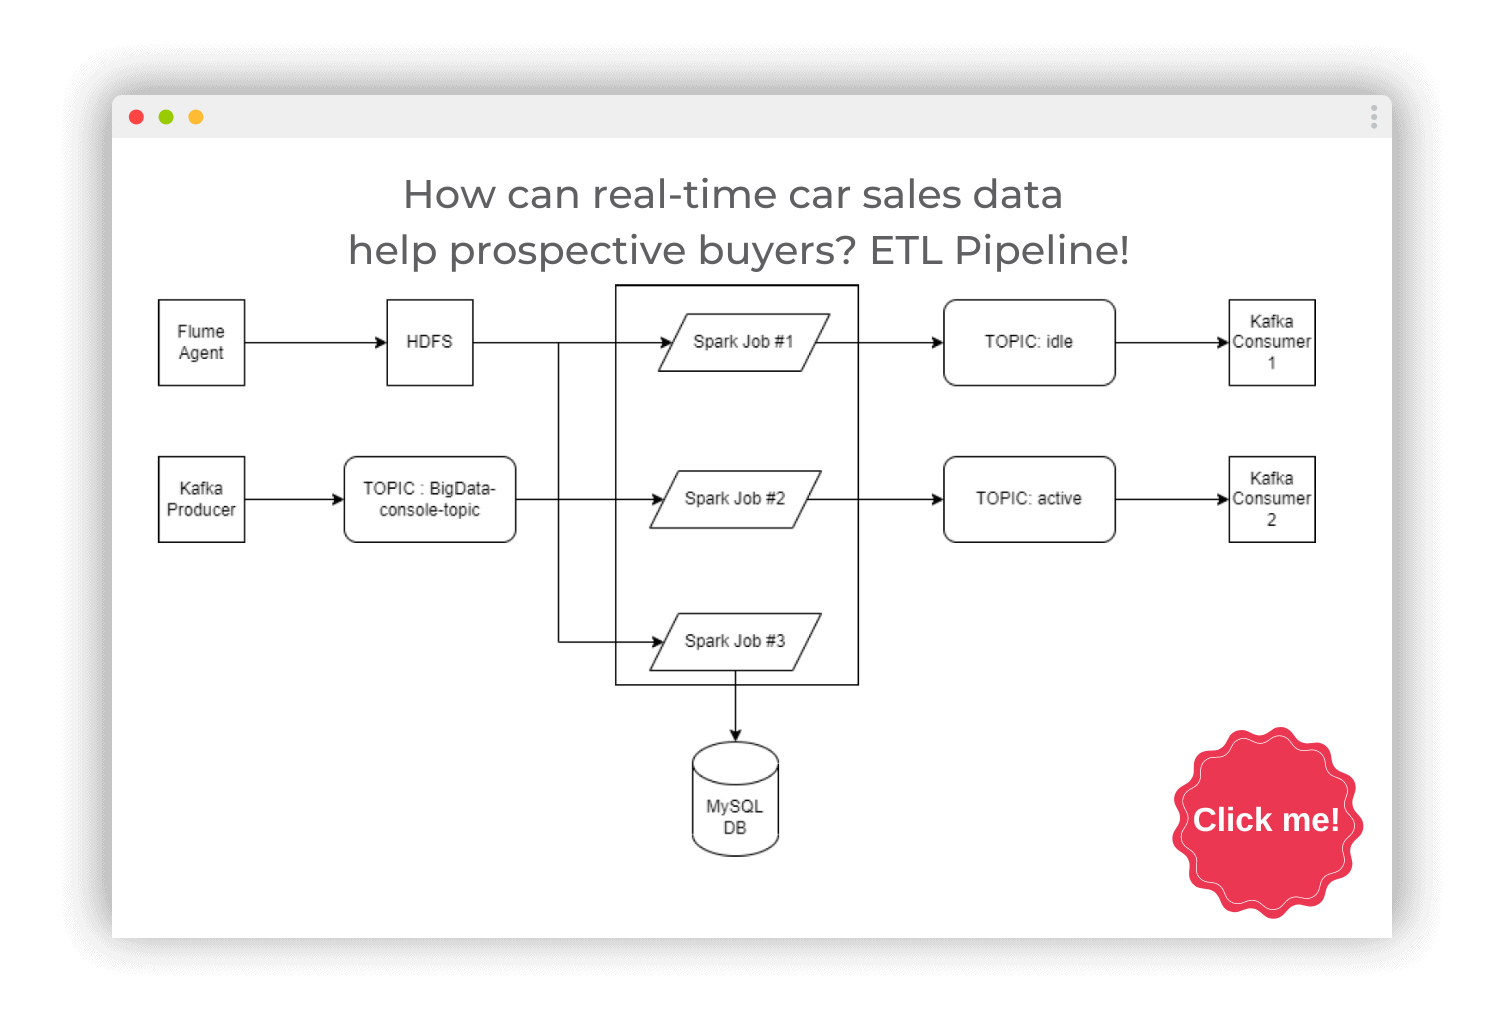 How can real-time car sales data
help prospective buyers? ETL Pipeline!
Flume
Agent
HDFS
Spark Job #1
TOPIC: idle
Kafka
Consumer
1
Kafka
Producer
TOPIC : BigData-
console-topic
Spark Job #2
TOPIC: active
Kafka
Consumer
2
Spark Job #3
MySQL
DB
Click me!